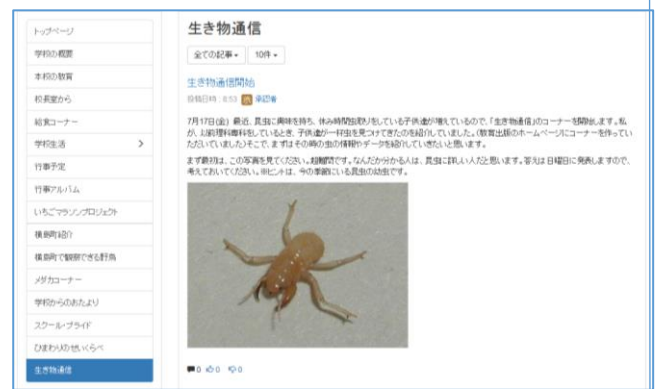 トップページ
学校の概要
本校の教育
校長室から
給食コーナー
学校生活
行事予定
行事アルバム
いちごマラソンプロジェクト
横島町紹介
横島町で観察できる野鳥
メダカコーナー
学校からのおたより
スクール・プライド
ひまわりのせいくらべ
生き物通信
生き物通信
全ての記事
10件
生き物通信開始
投稿日時 : 8:53 承認者
7月17日(金) 最近、昆虫に興味を持ち、休み時間虫取りをしている子供達が増えているので、「生き物通信」のコーナーを開始します。私
が、以前理科専科をしているとき、子供達が一杯虫を見つけてきたのを紹介していました。(教育出版のホームページにコーナーを作ってい
ただいていました)そこで、まずはその時の虫の情報やデータを紹介していきたいと思います。
まず最初は、この写真を見てください。超難問です。なんだか分かる人は、昆虫に詳しい人だと思います。答えは日曜日に発表しますので、
考えておいてください。※ヒントは、今の季節にいる昆虫の幼虫です。
0 0 0